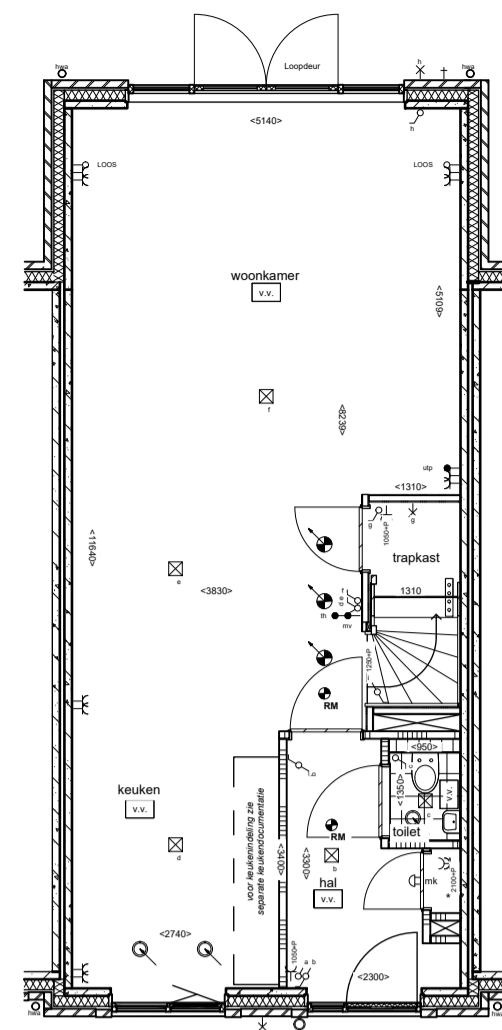 Loopdeur
hwa
h
hwa
<5140>
h
LOOS
LOOS
woonkamer
v.v.
<5109>
f
<8239>
utp
<1310>
g
1050+P
g
trapkast
<11640>
e
<3830>
f
e
d
1310
th
mv
1250+P
RM
<950>
b
c
<1350>
v.v.
keuken
v.v.
c
toilet
RM
voor keukenindeling zie
separate keukendocumentatie
d
<3400>
<3300>
b
hal
v.v.
mk
* 2100+P
<2740>
1050+P
a b
<2300>
hwa
hwa